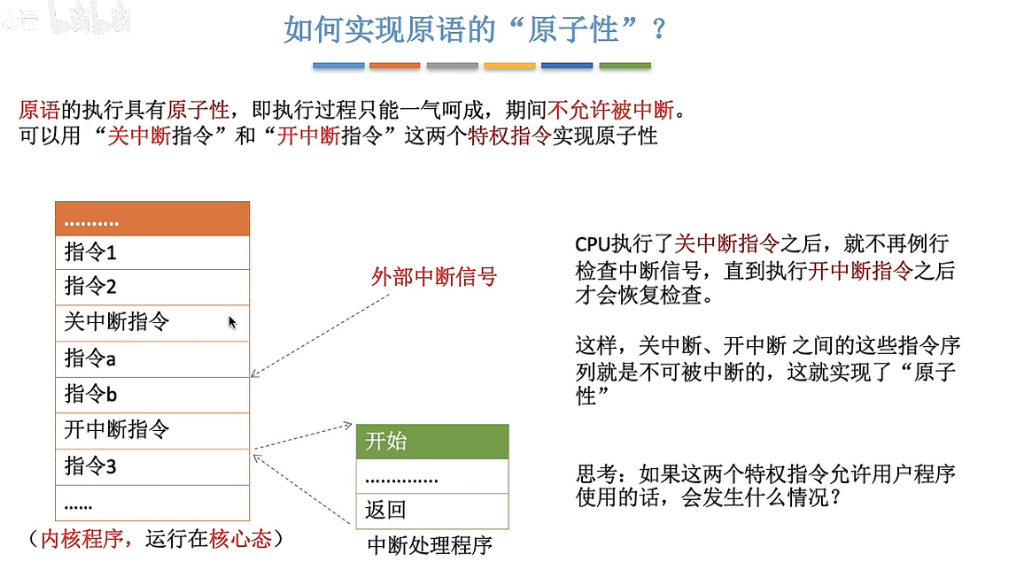 bilibili
如何实现原语的“原子性”？
原语的执行具有原子性，即执行过程只能一气呵成，期间不允许被中断。
可以用 “关中断指令”和“开中断指令”这两个特权指令实现原子性
..........
指令1
指令2
关中断指令
指令a
指令b
开中断指令
指令3
......
（内核程序，运行在核心态）
外部中断信号
开始
..............
返回
中断处理程序
CPU执行了关中断指令之后，就不再例行
检查中断信号，直到执行开中断指令之后
才会恢复检查。
这样，关中断、开中断 之间的这些指令序
列就是不可被中断的，这就实现了“原子
性”
思考：如果这两个特权指令允许用户程序
使用的话，会发生什么情况？